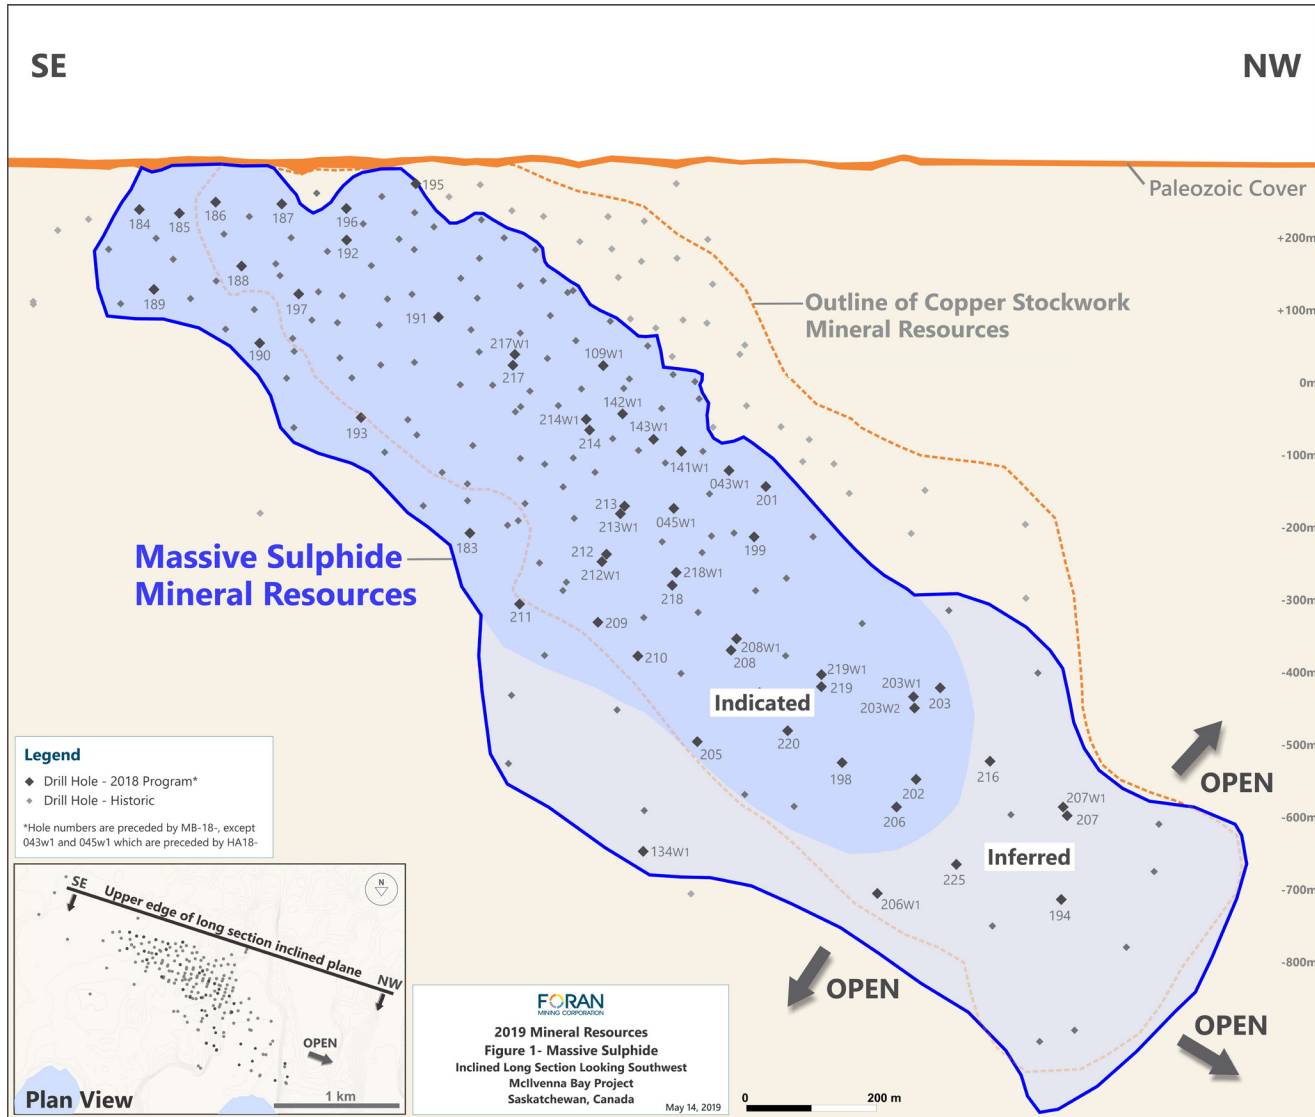 SE
NW
Paleozoic Cover
195
184
185
186
187
196
192
+200m
188
189
197
Outline of Copper Stockwork
Mineral Resources
+100m
191
190
217W1
217
109W1
0m
142W1
193
214W1
214
143W1
141W1
-100m
043W1
201
213
213W1
045W1
-200m
183
199
Massive Sulphide
Mineral Resources
212
212W1
218W1
218
211
209
-300m
210
208W1
208
219W1
219
203W1
203W2
203
-400m
Indicated
220
205
-500m
198
216
202
OPEN
206
207W1
207
-600m
134W1
Inferred
225
206W1
194
-700m
-800m
OPEN
OPEN
Legend
Drill Hole - 2018 Program*
Drill Hole - Historic
*Hole numbers are preceded by MB-18-, except
043w1 and 045w1 which are preceded by HA18-
SE
Upper edge of long section inclined plane
NW
N
OPEN
Plan View
1 km
FORAN
MINING CORPORATION
2019 Mineral Resources
Figure 1- Massive Sulphide
Inclined Long Section Looking Southwest
McIlvenna Bay Project
Saskatchewan, Canada
May 14, 2019
0
200 m